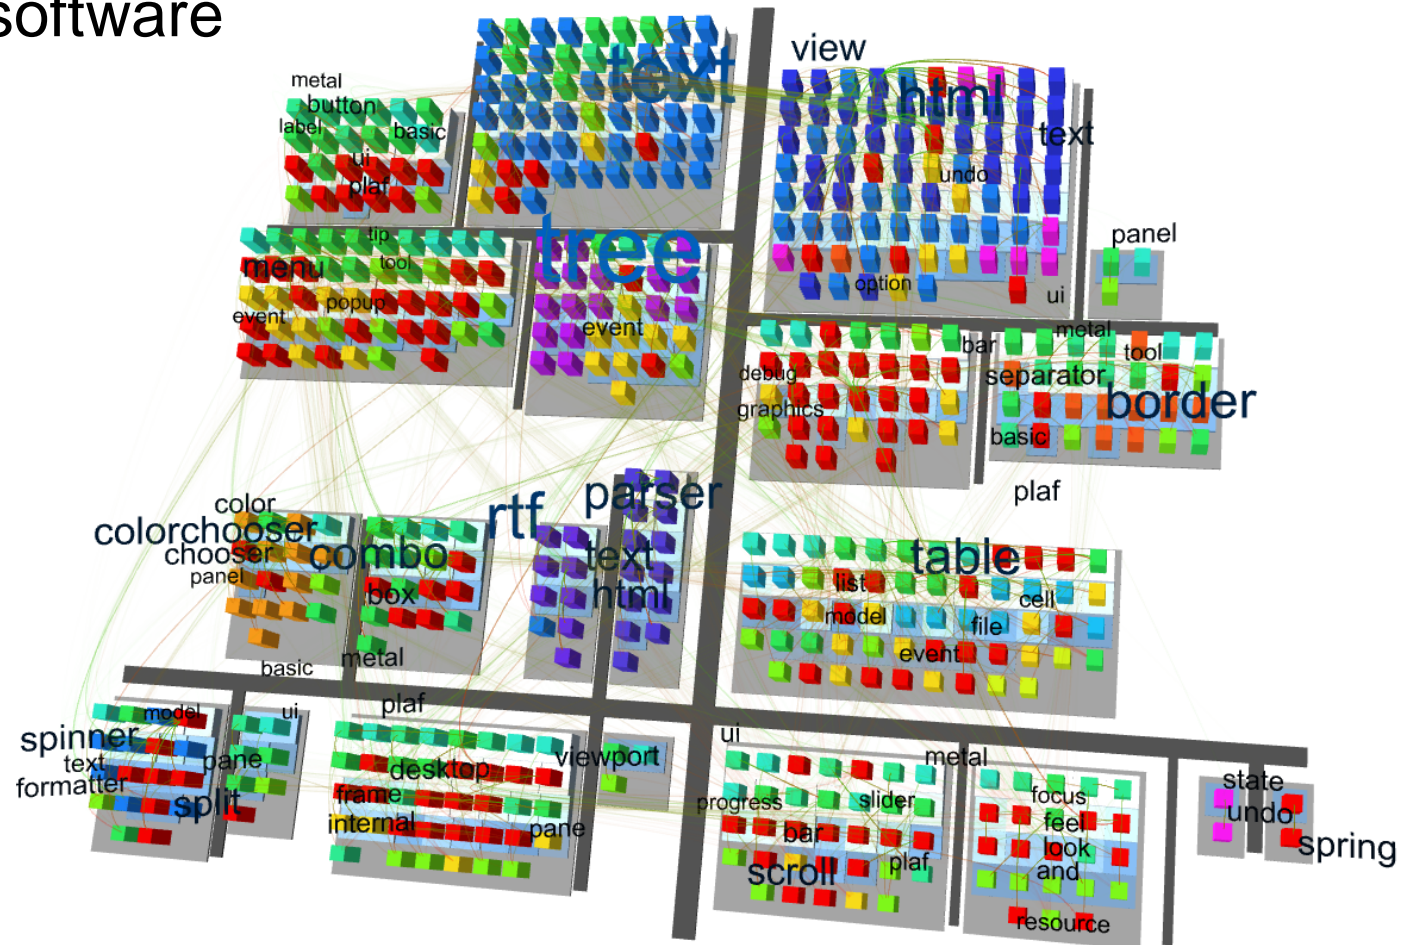 software
text
view
html
text
undo
option
ui
metal
button
label
basic
ui
plaf
panel
tip
tool
menu
popup
event
tree
event
metal
bar
tool
debug
separator
graphics
border
basic
plaf
color
colorchooser
chooser
panel
combo
box
basic
metal
rtf
parser
text
html
table
list
cell
model
file
event
plaf
model
ui
spinner
text
pane
formatter
split
desktop
frame
internal
pane
viewport
ui
metal
progress
slider
bar
plaf
scroll
focus
feel
look
and
resource
state
undo
spring